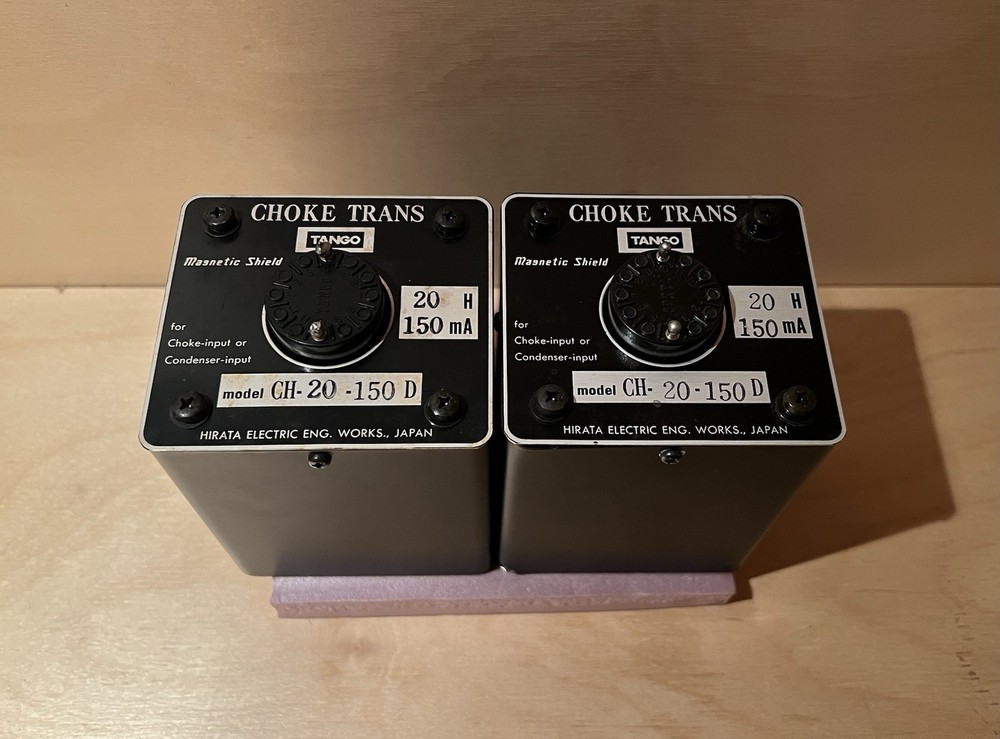 CHOKE TRANS
TANGO
Magnetic Shield
20 H
150 mA
for
Choke-input or
Condenser-input
model CH-20-150 D
HIRATA ELECTRIC ENG. WORKS., JAPAN
CHOKE TRANS
TANGO
Magnetic Shield
20 H
150 mA
for
Choke-input or
Condenser-input
model CH-20-150 D
HIRATA ELECTRIC ENG. WORKS., JAPAN